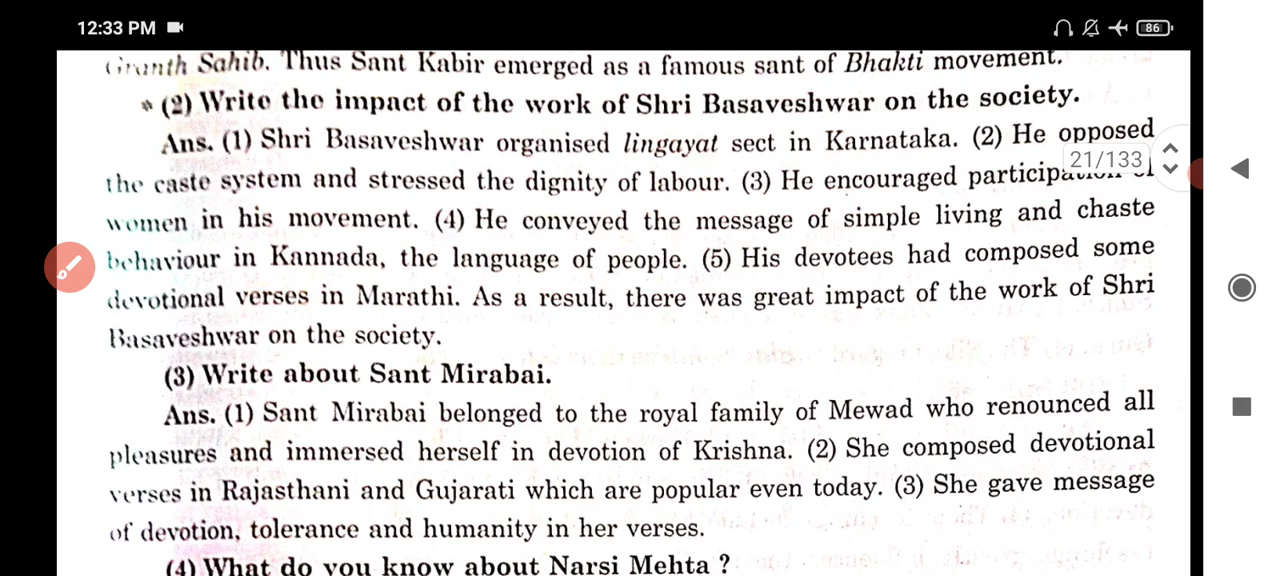 12:33 PM
86
Granth Sahib. Thus Sant Kabir emerged as a famous sant of Bhakti movement.
* (2) Write the impact of the work of Shri Basaveshwar on the society.
Ans. (1) Shri Basaveshwar organised lingayat sect in Karnataka. (2) He opposed
21/133
the caste system and stressed the dignity of labour. (3) He encouraged participation of
women in his movement. (4) He conveyed the message of simple living and chaste
behaviour in Kannada, the language of people. (5) His devotees had composed some
devotional verses in Marathi. As a result, there was great impact of the work of Shri
Basaveshwar on the society.
(3) Write about Sant Mirabai.
Ans. (1) Sant Mirabai belonged to the royal family of Mewad who renounced all
pleasures and immersed herself in devotion of Krishna. (2) She composed devotional
verses in Rajasthani and Gujarati which are popular even today. (3) She gave message
of devotion, tolerance and humanity in her verses.
(4) What do you know about Narsi Mehta ?